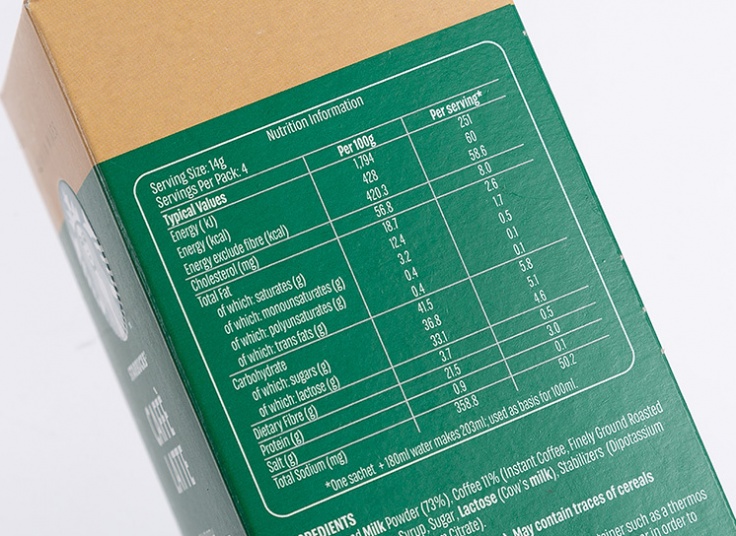 Nutrition Information
Serving Size: 14g
Servings Per Pack: 4
Typical Values Per 100g Per serving*
Energy (kJ) 1,794 251
Energy (kcal) 428 60
Energy exclude fibre (kcal) 420.3 58.6
Cholesterol (mg) 56.8 8.0
Total Fat 18.7 2.6
of which: saturates (g) 12.4 1.7
of which: monounsaturates (g) 3.2 0.5
of which: polyunsaturates (g) 0.4 0.1
of which: trans fats (g) 0.4 0.1
Carbohydrate 41.5 5.8
of which: sugars (g) 36.8 5.1
of which: lactose (g) 33.1 4.6
Dietary Fibre (g) 3.7 0.5
Protein (g) 21.5 3.0
Salt (g) 0.9 0.1
Total Sodium (mg) 358.8 50.2
*One sachet + 180ml water makes 203ml; used as basis for 100ml.
Milk Powder (73%), Coffee 11% (Instant Coffee, Finely Ground Roasted
Syrup, Sugar, Lactose (Cow's milk), Stabilizers (Dipotassium
Citrate).
May contain traces of cereals
such as a thermos
in order to
CAFFÈ
LATTE